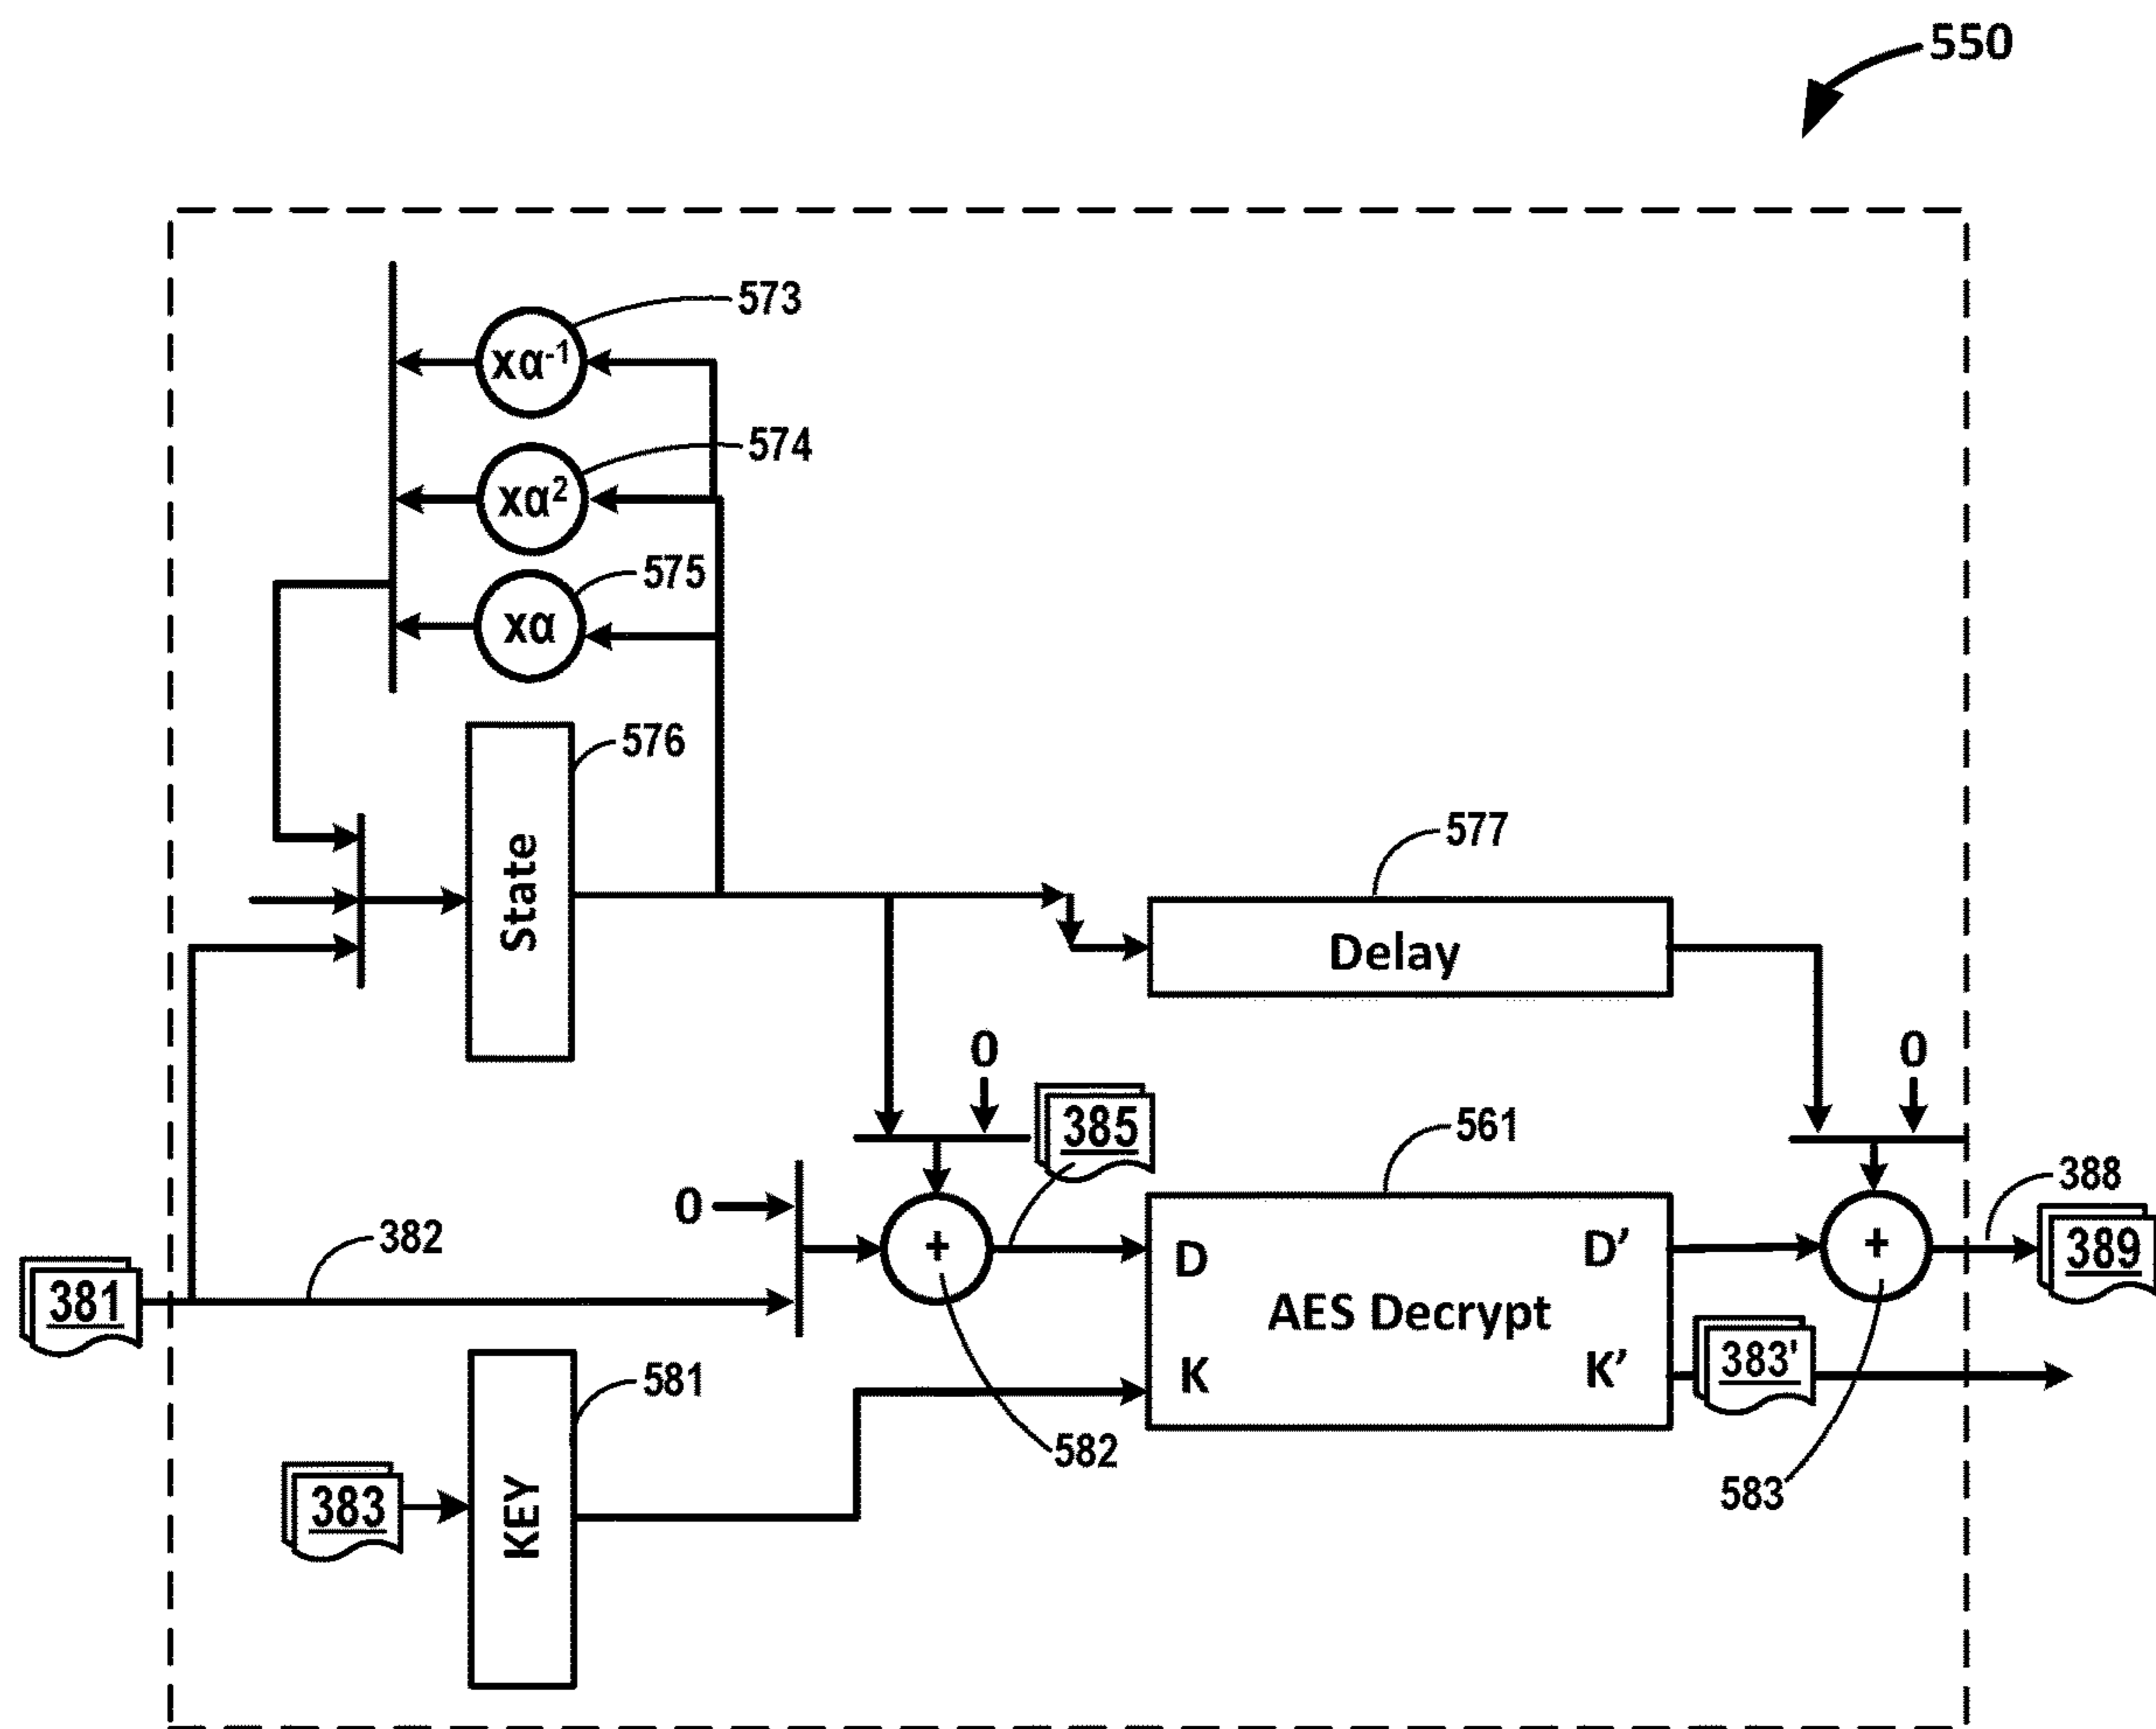 550
573
xα⁻¹
574
xα²
575
xα
576
State
577
Delay
0
0
385
561
388
0
382
+
D
D'
+
389
381
AES Decrypt
383'
K
K'
581
582
583
383
KEY